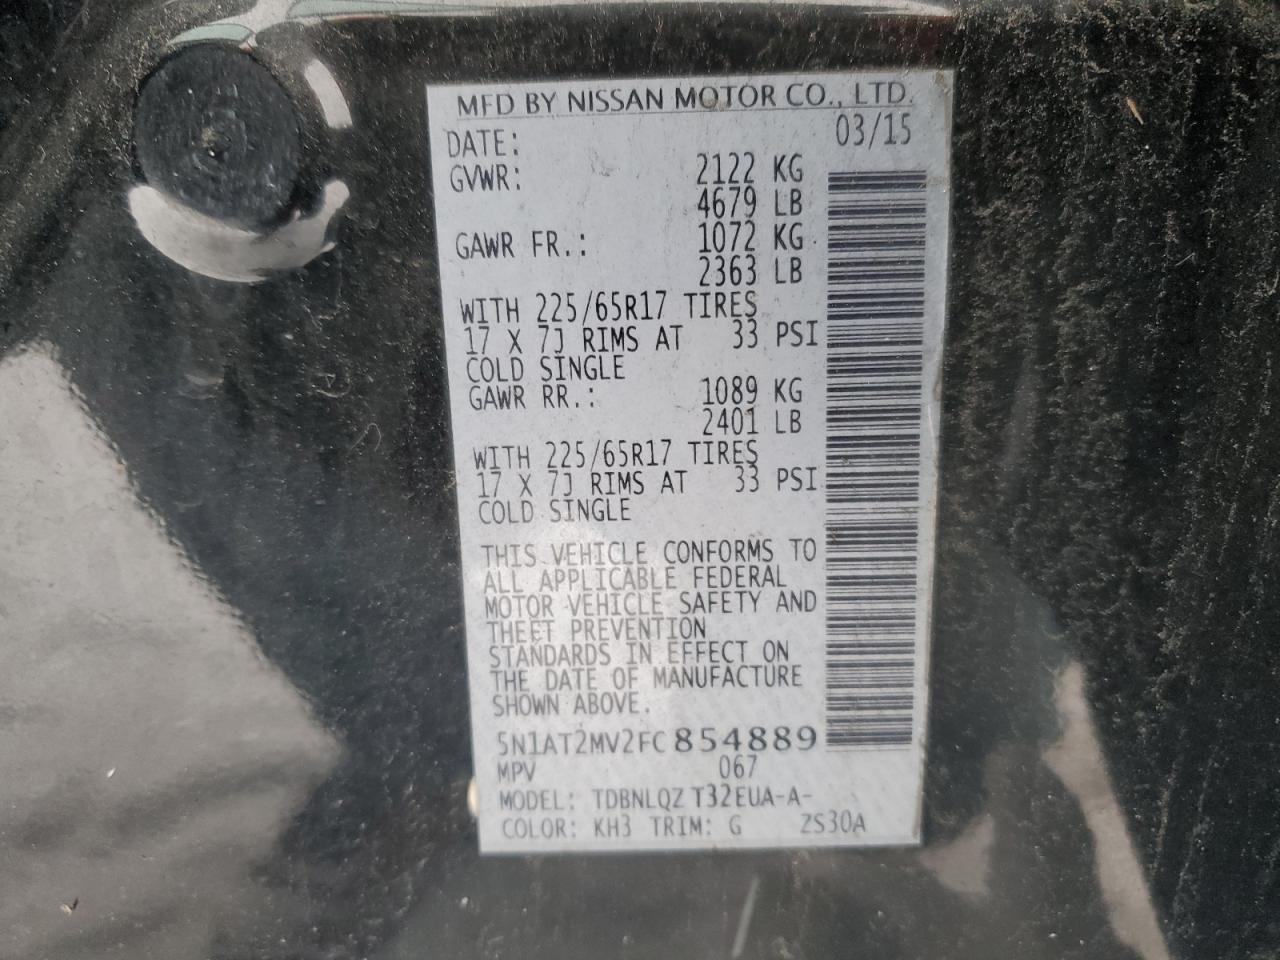 MFD BY NISSAN MOTOR CO., LTD.
DATE: 03/15
GVWR: 2122 KG
4679 LB
GAWR FR.: 1072 KG
2363 LB
WITH 225/65R17 TIRES
17 X 7J RIMS AT 33 PSI
COLD SINGLE
GAWR RR.: 1089 KG
2401 LB
WITH 225/65R17 TIRES
17 X 7J RIMS AT 33 PSI
COLD SINGLE
THIS VEHICLE CONFORMS TO
ALL APPLICABLE FEDERAL
MOTOR VEHICLE SAFETY AND
THEFT PREVENTION
STANDARDS IN EFFECT ON
THE DATE OF MANUFACTURE
SHOWN ABOVE.
5N1AT2MV2FC854889
MPV 067
MODEL: TDBNLQZ T32EUA-A-
COLOR: KH3 TRIM: G 2S30A